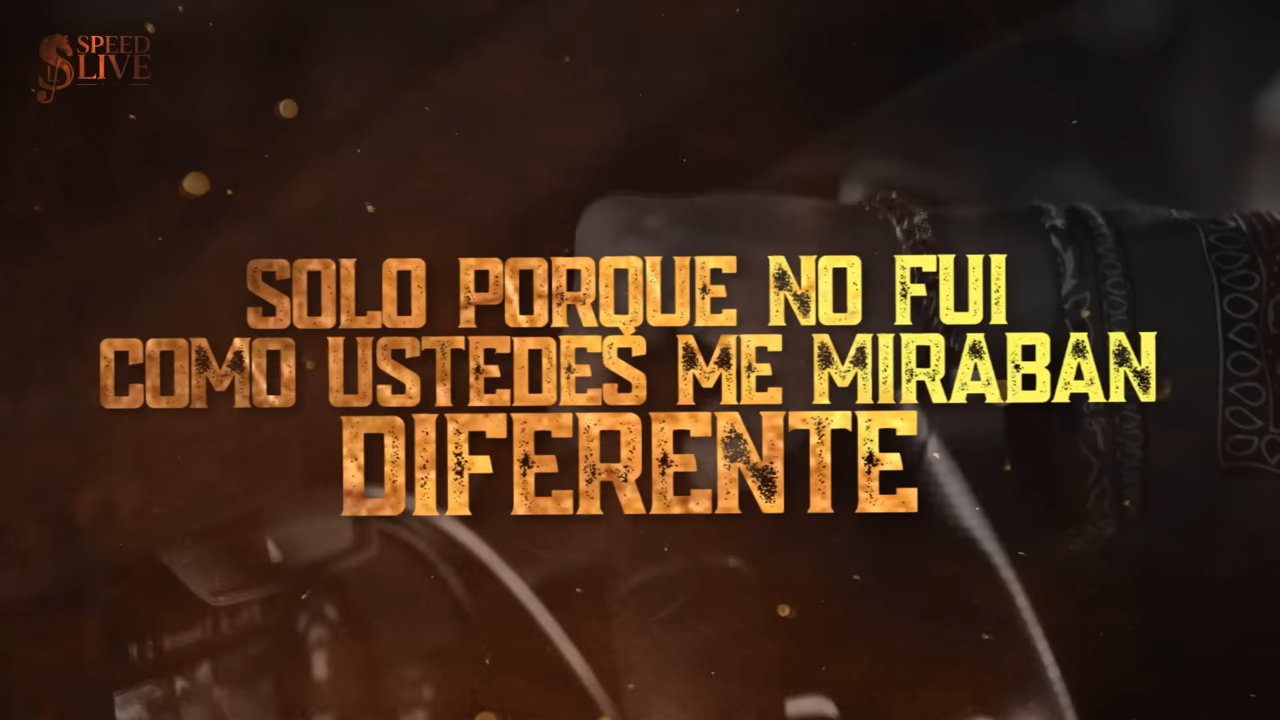 SPEED
LIVE
SOLO PORQUE NO FUI
COMO USTEDES ME MIRABAN
DIFERENTE